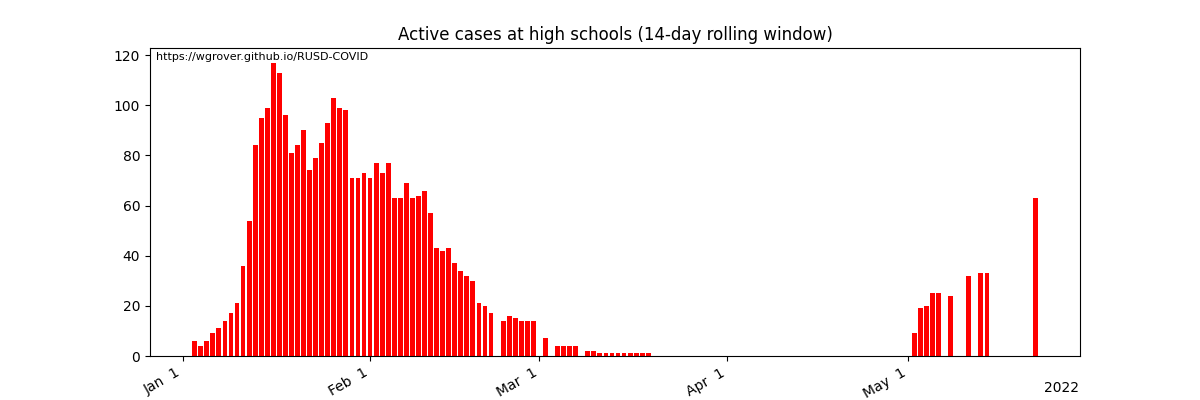 Active cases at high schools (14-day rolling window)
https://wgrover.github.io/RUSD-COVID
120
100
80
60
40
20
0
Jan 1
Feb 1
Mar 1
Apr 1
May 1
2022